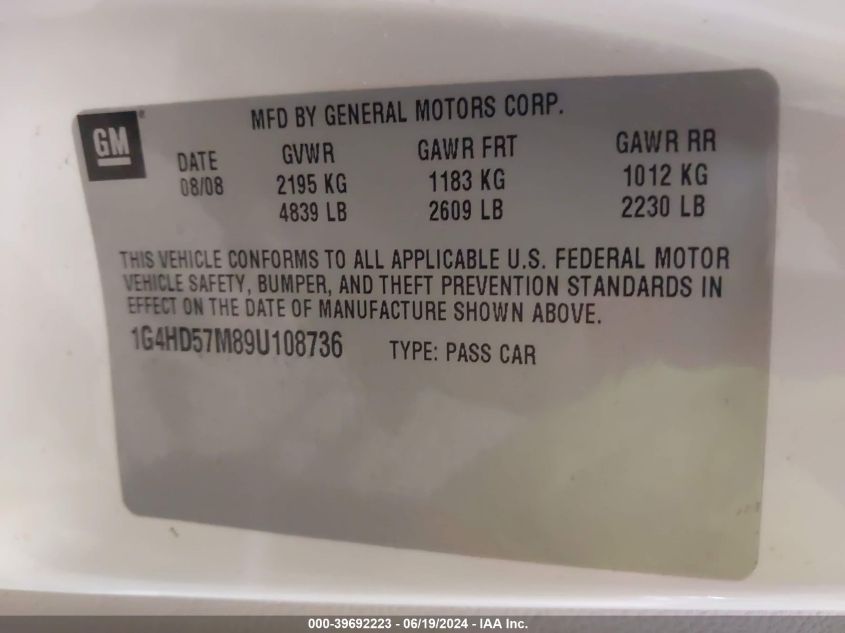 GM®
MFD BY GENERAL MOTORS CORP.
DATE GVWR GAWR FRT GAWR RR
08/08 2195 KG 1183 KG 1012 KG
4839 LB 2609 LB 2230 LB
THIS VEHICLE CONFORMS TO ALL APPLICABLE U.S. FEDERAL MOTOR
VEHICLE SAFETY, BUMPER, AND THEFT PREVENTION STANDARDS IN
EFFECT ON THE DATE OF MANUFACTURE SHOWN ABOVE.
1G4HD57M89U108736 TYPE: PASS CAR
000-39692223 - 06/19/2024 - IAA Inc.